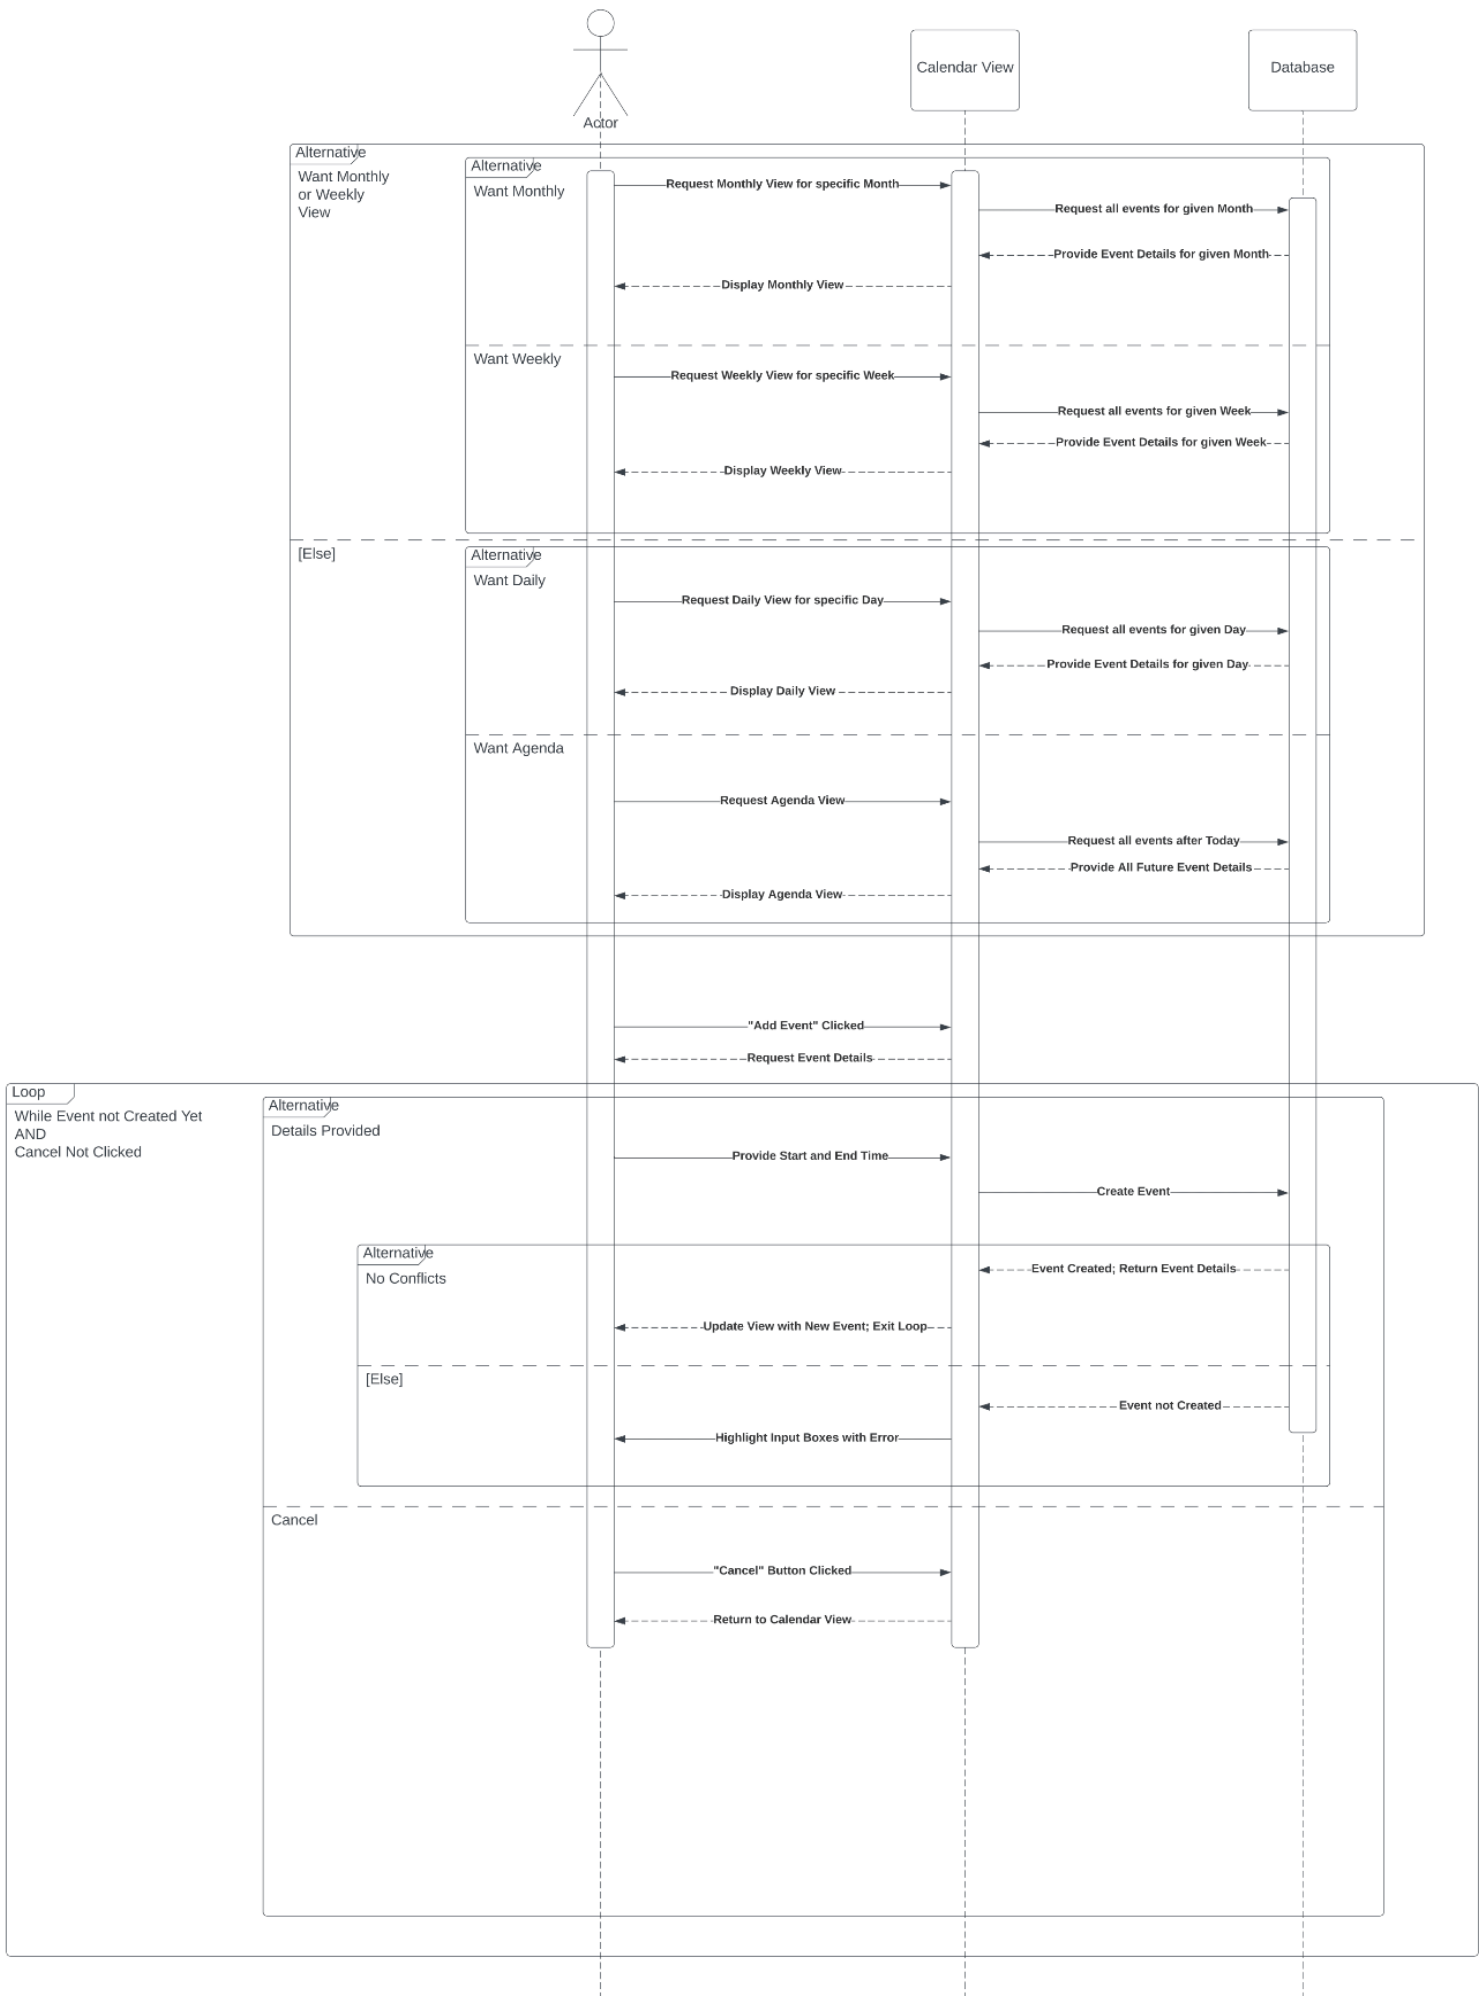 Actor
Calendar View
Database
Alternative
Want Monthly
or Weekly
View
Alternative
Want Monthly
Request Monthly View for specific Month
Request all events for given Month
Provide Event Details for given Month
Display Monthly View
Want Weekly
Request Weekly View for specific Week
Request all events for given Week
Provide Event Details for given Week
Display Weekly View
[Else]
Alternative
Want Daily
Request Daily View for specific Day
Request all events for given Day
Provide Event Details for given Day
Display Daily View
Want Agenda
Request Agenda View
Request all events after Today
Provide All Future Event Details
Display Agenda View
"Add Event" Clicked
Request Event Details
Loop
While Event not Created Yet
AND
Cancel Not Clicked
Alternative
Details Provided
Provide Start and End Time
Create Event
Alternative
No Conflicts
Event Created; Return Event Details
Update View with New Event; Exit Loop
[Else]
Event not Created
Highlight Input Boxes with Error
Cancel
"Cancel" Button Clicked
Return to Calendar View